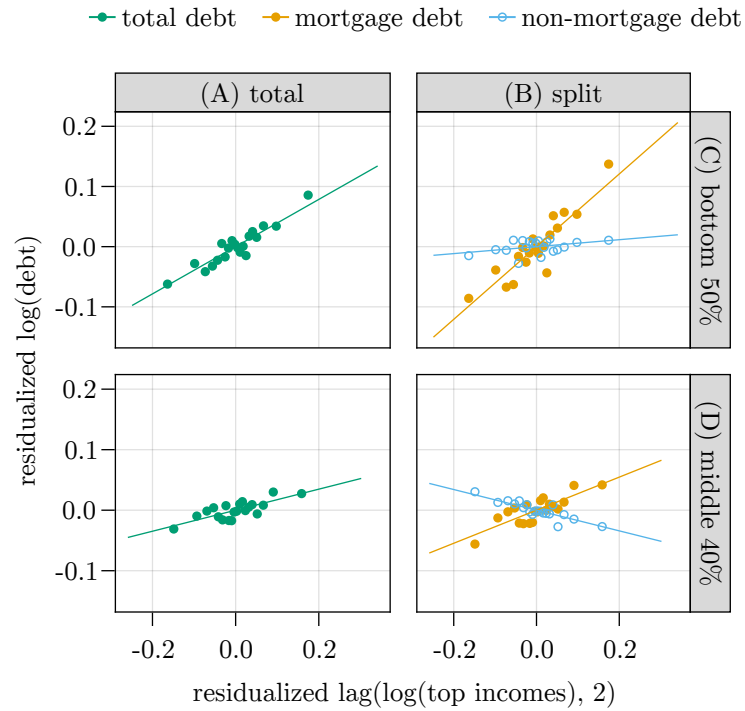 total debt mortgage debt non-mortgage debt
(A) total (B) split
0.2
0.1
0.0
-0.1
(C) bottom 50%
residualized log(debt)
0.2
0.1
0.0
-0.1
(D) middle 40%
-0.2 0.0 0.2 -0.2 0.0 0.2
residualized lag(log(top incomes), 2)